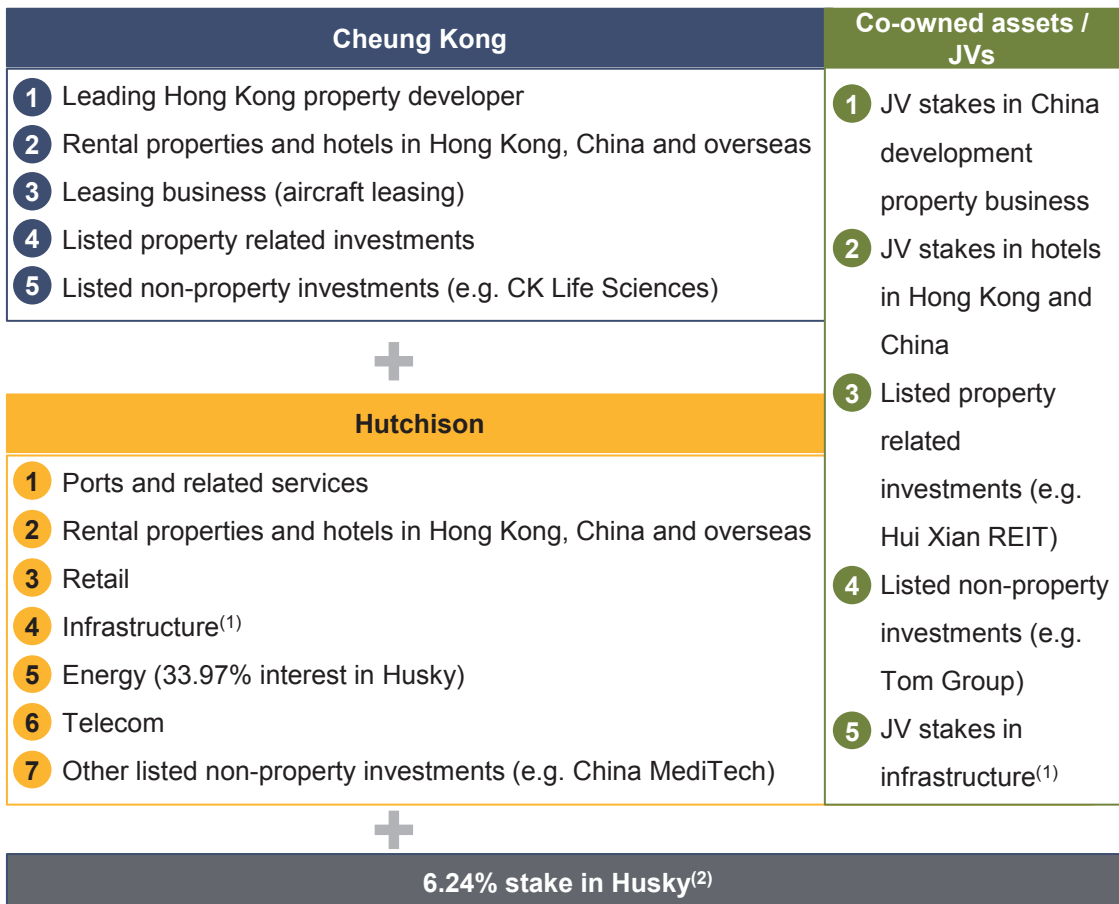 Cheung Kong
1 Leading Hong Kong property developer
2 Rental properties and hotels in Hong Kong, China and overseas
3 Leasing business (aircraft leasing)
4 Listed property related investments
5 Listed non-property investments (e.g. CK Life Sciences)
+
Hutchison
1 Ports and related services
2 Rental properties and hotels in Hong Kong, China and overseas
3 Retail
4 Infrastructure(1)
5 Energy (33.97% interest in Husky)
6 Telecom
7 Other listed non-property investments (e.g. China MediTech)
Co-owned assets /
JVs
1 JV stakes in China
development
property business
2 JV stakes in hotels
in Hong Kong and
China
3 Listed property
related
investments (e.g.
Hui Xian REIT)
4 Listed non-property
investments (e.g.
Tom Group)
5 JV stakes in
infrastructure(1)
+
6.24% stake in Husky(2)